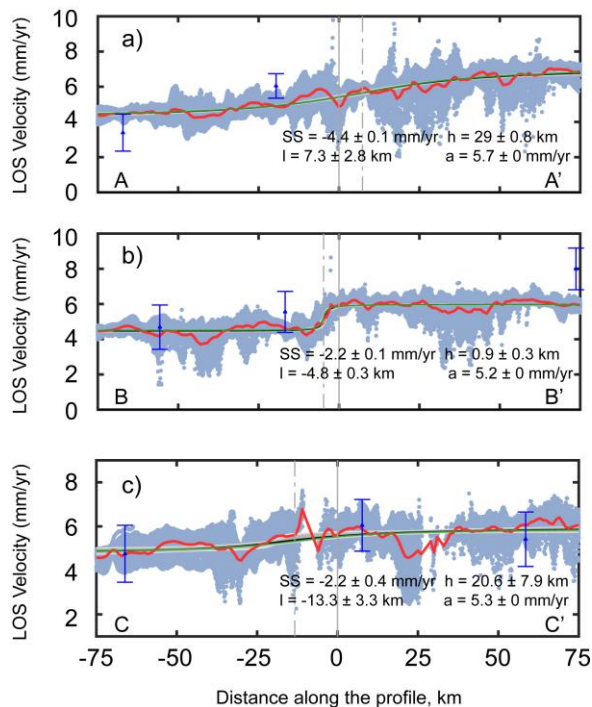 a)
LOS Velocity (mm/yr)
10
8
6
4
2
0
SS = -4.4 ± 0.1 mm/yr h = 29 ± 0.8 km
l = 7.3 ± 2.8 km a = 5.7 ± 0 mm/yr
A A'
b)
LOS Velocity (mm/yr)
10
8
6
4
2
0
SS = -2.2 ± 0.1 mm/yr h = 0.9 ± 0.3 km
l = -4.8 ± 0.3 km a = 5.2 ± 0 mm/yr
B B'
c)
LOS Velocity (mm/yr)
8
6
4
2
SS = -2.2 ± 0.4 mm/yr h = 20.6 ± 7.9 km
l = -13.3 ± 3.3 km a = 5.3 ± 0 mm/yr
C C'
-75 -50 -25 0 25 50 75
Distance along the profile, km